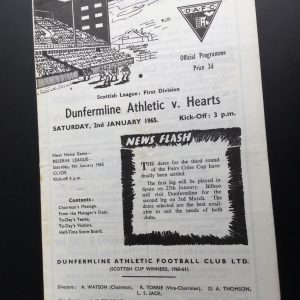 D A F C
Official Programme
Price 3d
Scottish League: First Division
Dunfermline Athletic v. Hearts
SATURDAY, 2nd JANUARY 1965. Kick-Off: 3 p.m.
Next Home Game—
RESERVE LEAGUE—
Saturday, 9th January 1965
CLYDE
Kick-off 2 p.m.
Contents:
Chairman's Message.
From the Manager's Desk.
To-Day's Teams.
To-Day's Visitors.
Half-Time Score Board.
NEWS FLASH
THE dates for the third round
of the Fairs Cities Cup have
finally been settled.
The first leg will be played in
Spain on 27th January. Bilbao
will visit Dunfermline for the
second leg on 3rd March. The
dates selected are the best avail-
able to suit the needs of both
clubs.
DUNFERMLINE ATHLETIC FOOTBALL CLUB LTD.
(SCOTTISH CUP WINNERS, 1960-61)
Directors: A. WATSON (Chairman), R. TORRIE (Vice-Chairman), D. A. THOMSON,
L. S. JACK,